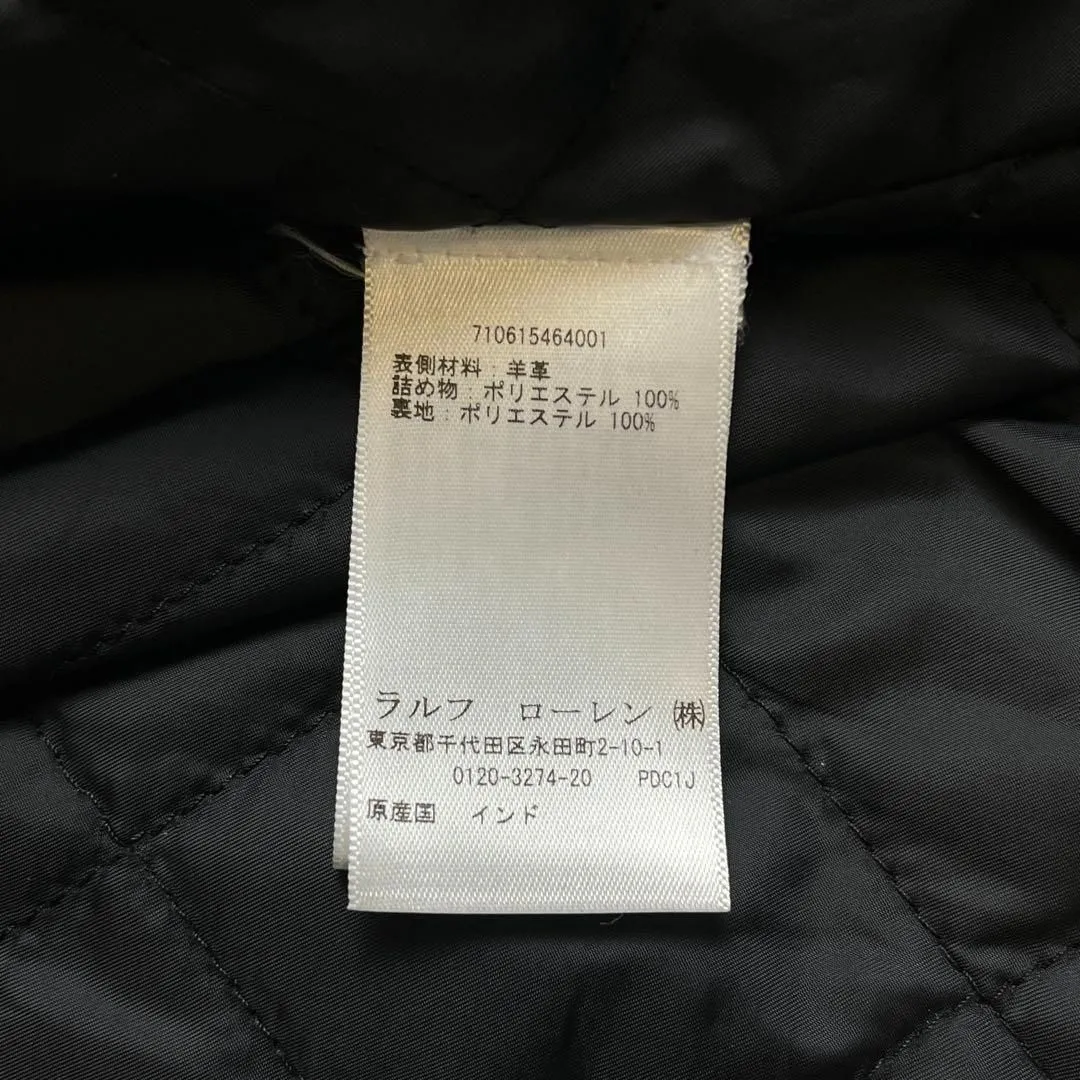 710615464001
表側材料：羊革
詰め物：ポリエステル 100%
裏地：ポリエステル 100%
ラルフ ローレン ㈱
東京都千代田区永田町2-10-1
0120-3274-20 PDC1J
原産国 インド